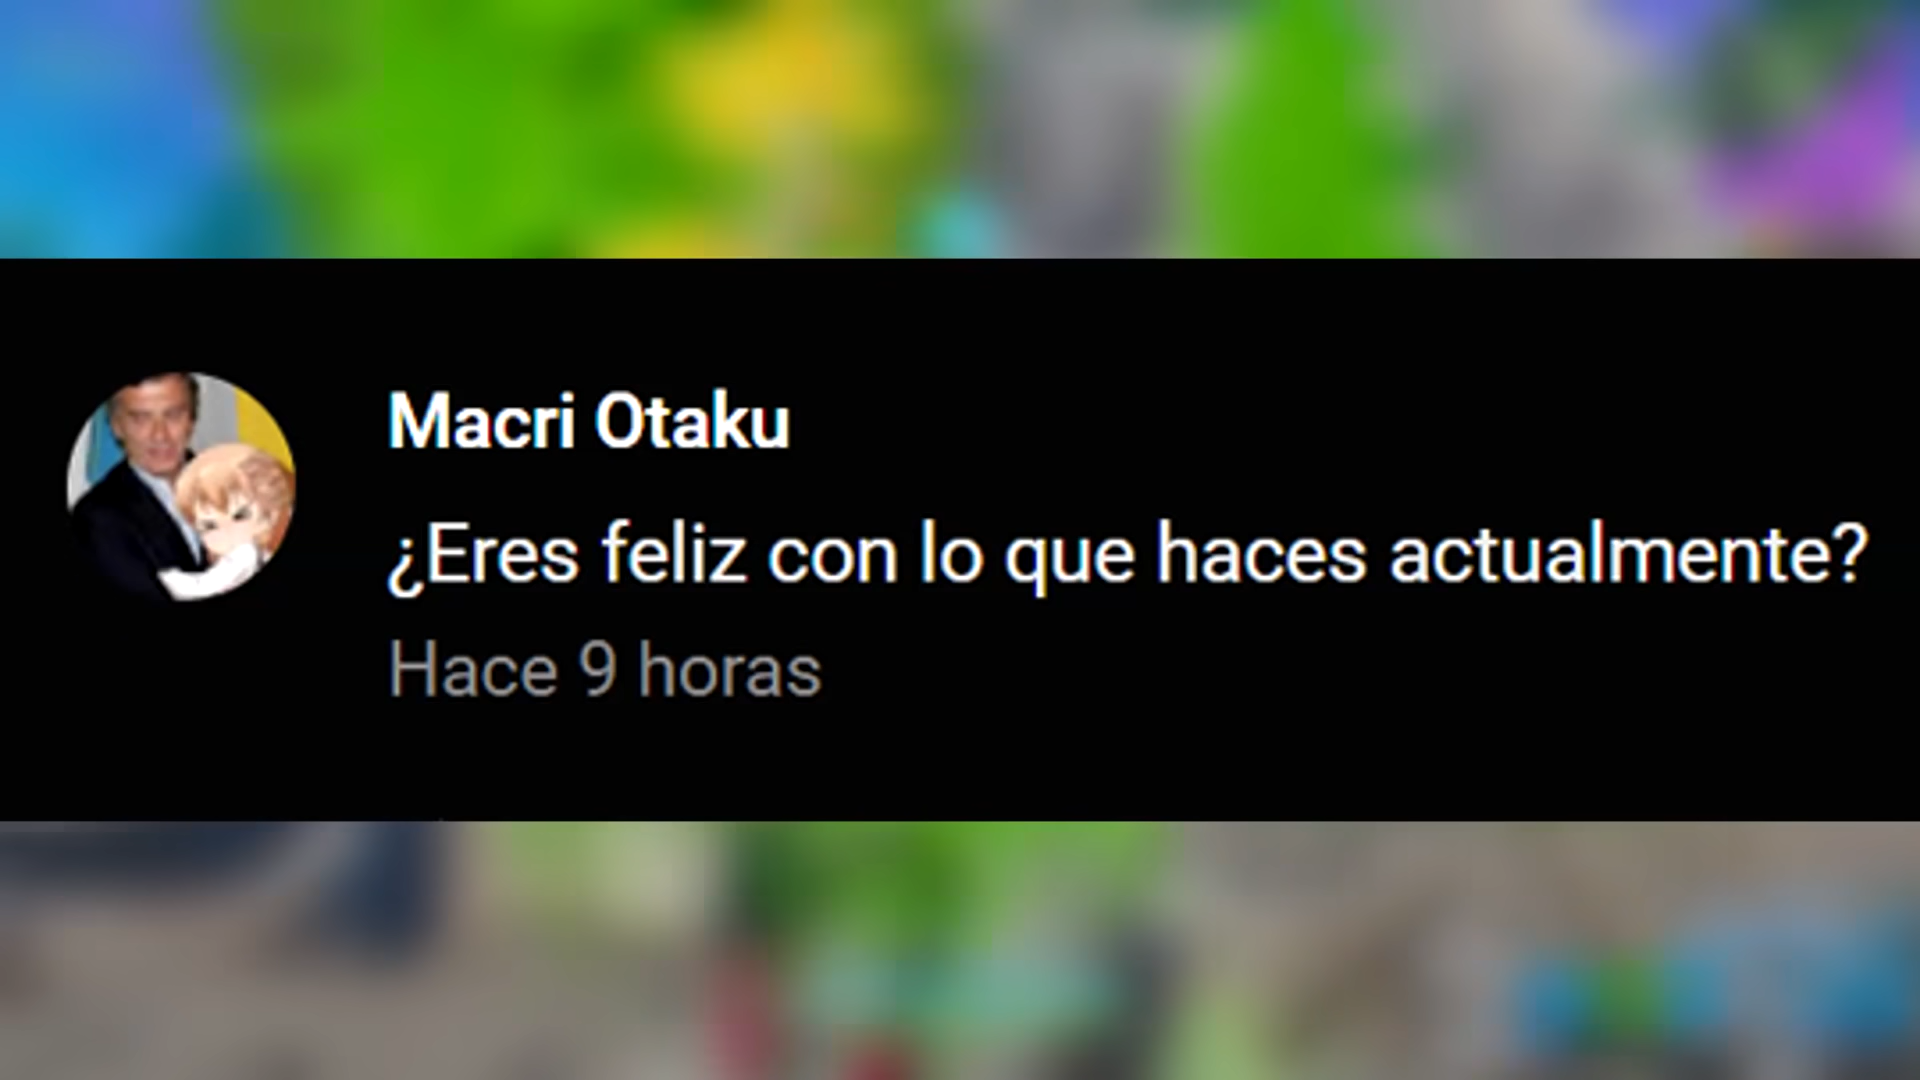 Macri Otaku
¿Eres feliz con lo que haces actualmente?
Hace 9 horas